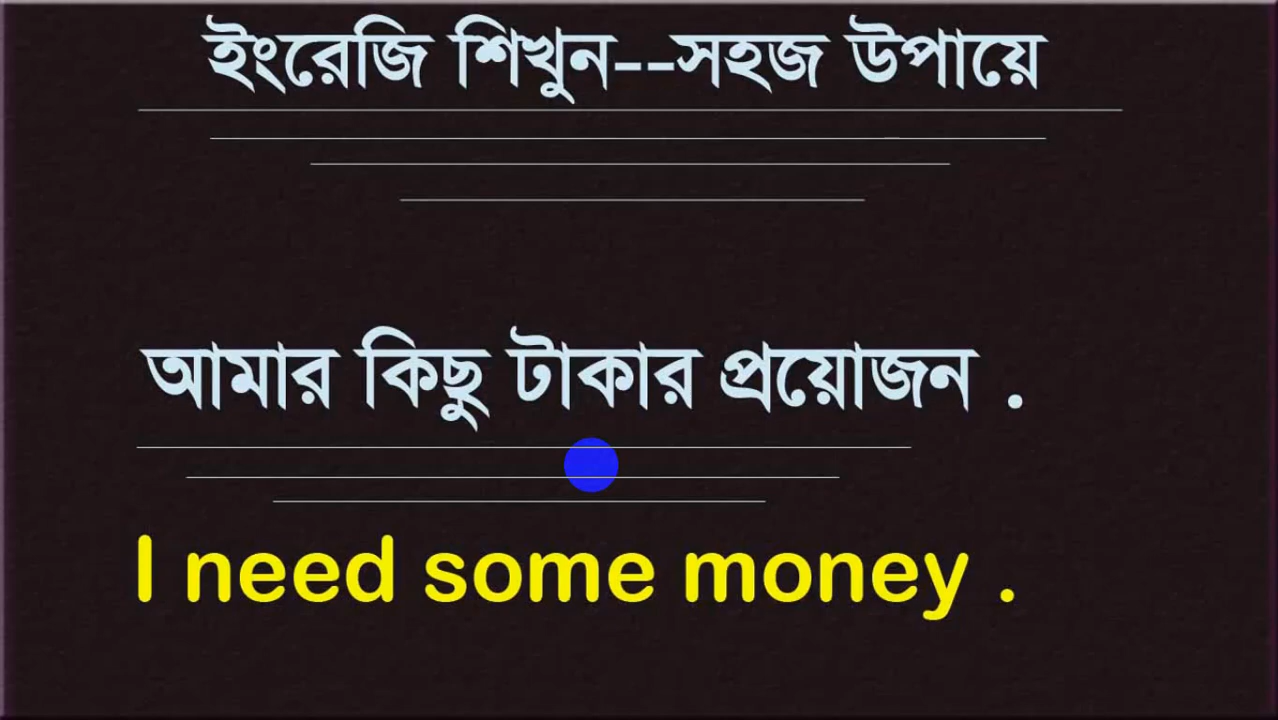 ইংরেজি শিখুন--সহজ উপায়ে
আমার কিছু টাকার প্রয়োজন .
I need some money .